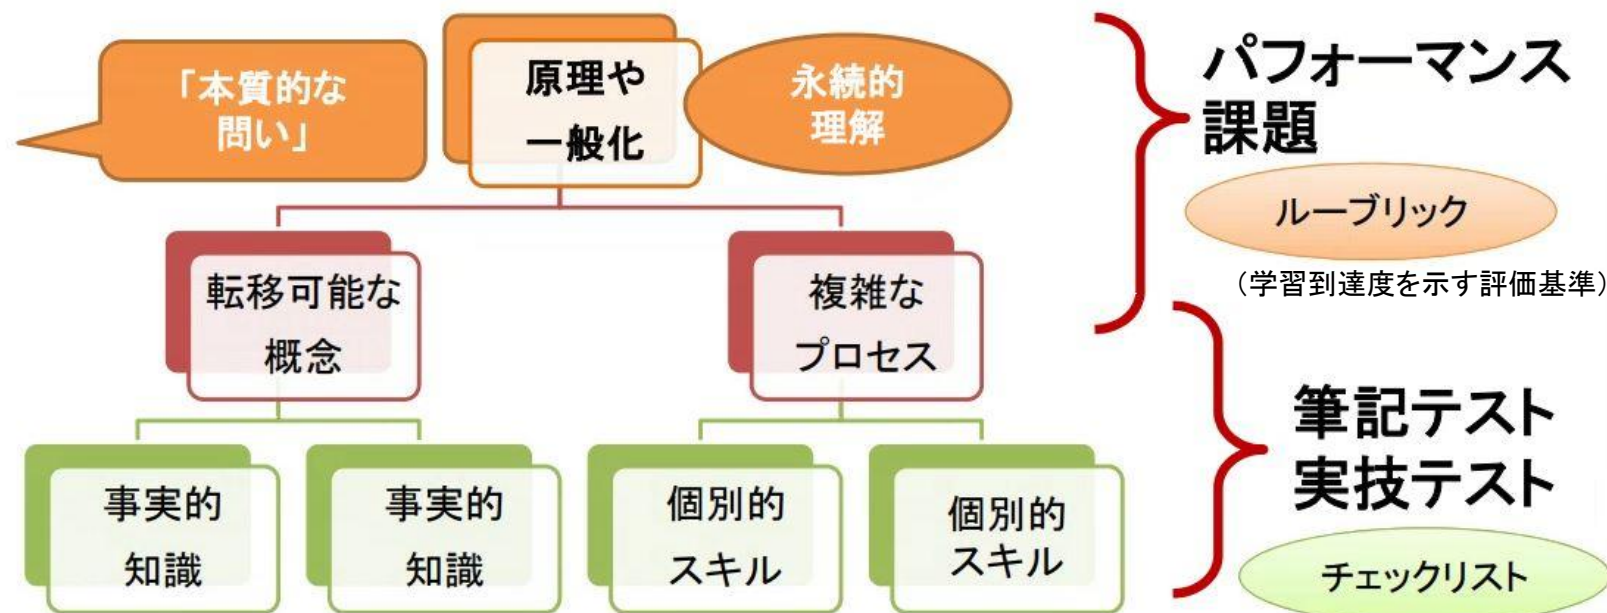 「本質的な
問い」
原理や
一般化
永続的
理解
パフォーマンス
課題
ルーブリック
（学習到達度を示す評価基準）
転移可能な
概念
複雑な
プロセス
事実的
知識
事実的
知識
個別的
スキル
個別的
スキル
筆記テスト
実技テスト
チェックリスト